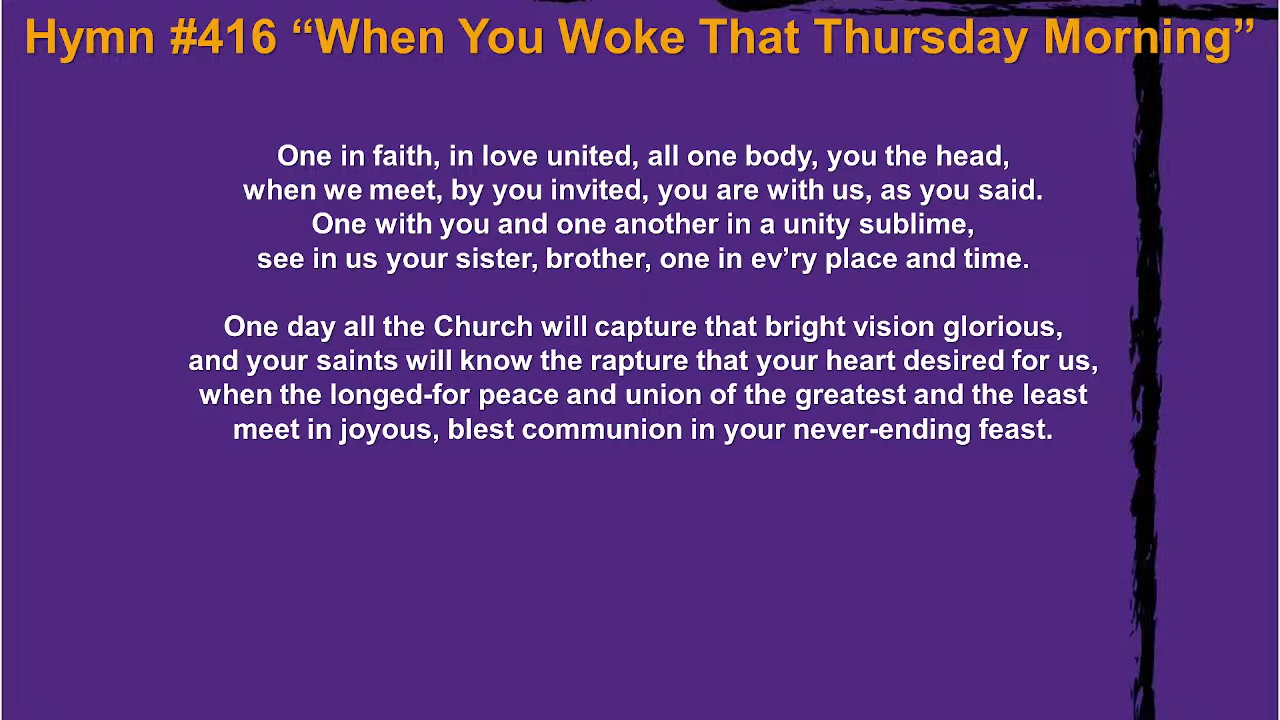 Hymn #416 “When You Woke That Thursday Morning”
One in faith, in love united, all one body, you the head,
when we meet, by you invited, you are with us, as you said.
One with you and one another in a unity sublime,
see in us your sister, brother, one in ev’ry place and time.
One day all the Church will capture that bright vision glorious,
and your saints will know the rapture that your heart desired for us,
when the longed-for peace and union of the greatest and the least
meet in joyous, blest communion in your never-ending feast.